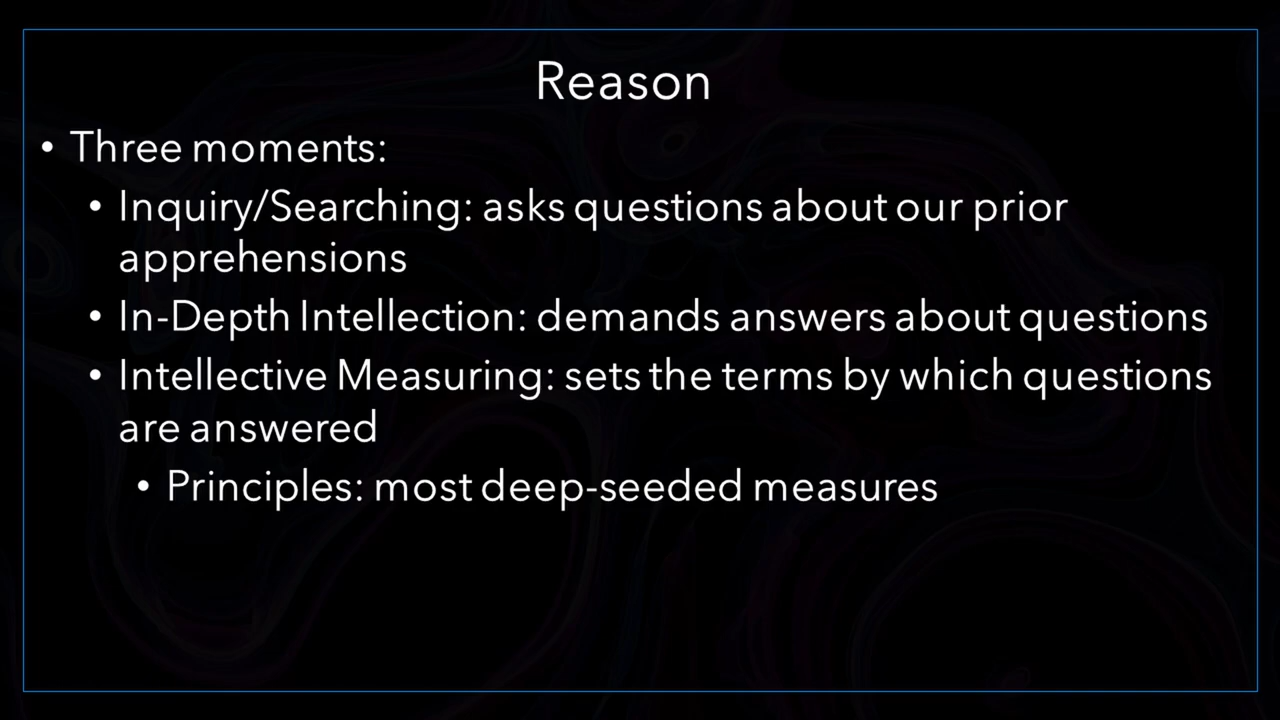 Reason
• Three moments:
• Inquiry/Searching: asks questions about our prior
apprehensions
• In-Depth Intellection: demands answers about questions
• Intellective Measuring: sets the terms by which questions
are answered
• Principles: most deep-seeded measures